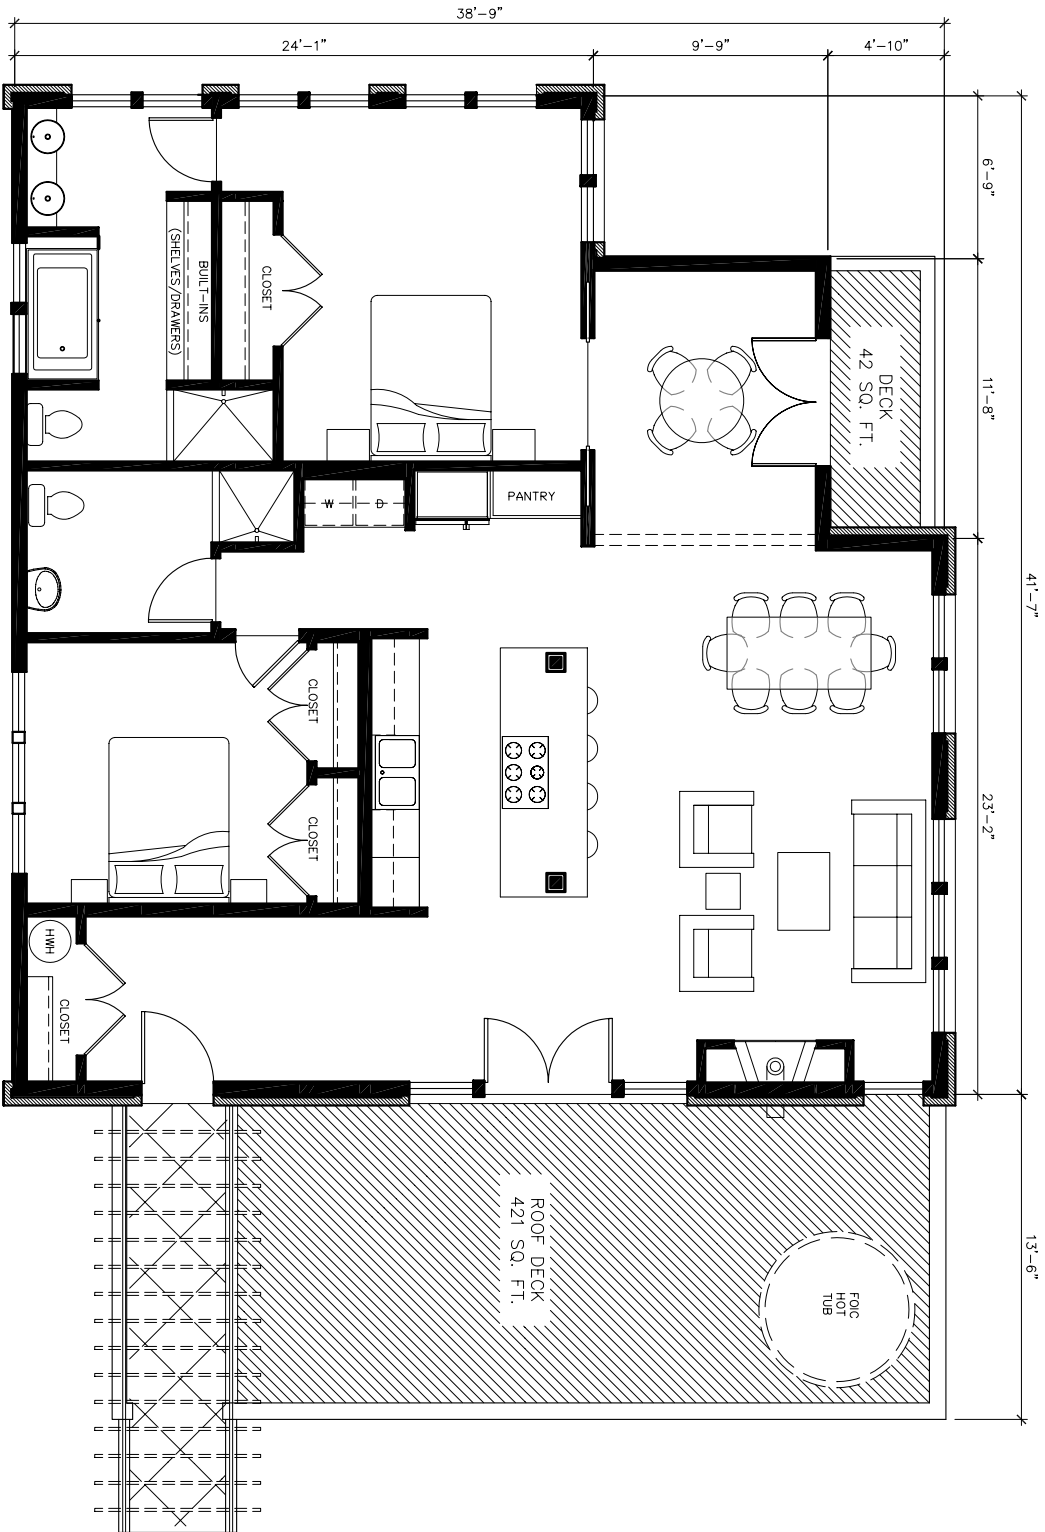 38'-9"
24'-1"
9'-9"
4'-10"
6'-9"
11'-8"
41'-7"
23'-2"
13'-6"
BUILT-INS
(SHELVES/DRAWERS)
CLOSET
DECK
42 SQ. FT.
W
D
PANTRY
CLOSET
CLOSET
HWH
CLOSET
ROOF DECK
421 SQ. FT.
FOIC
HOT
TUB